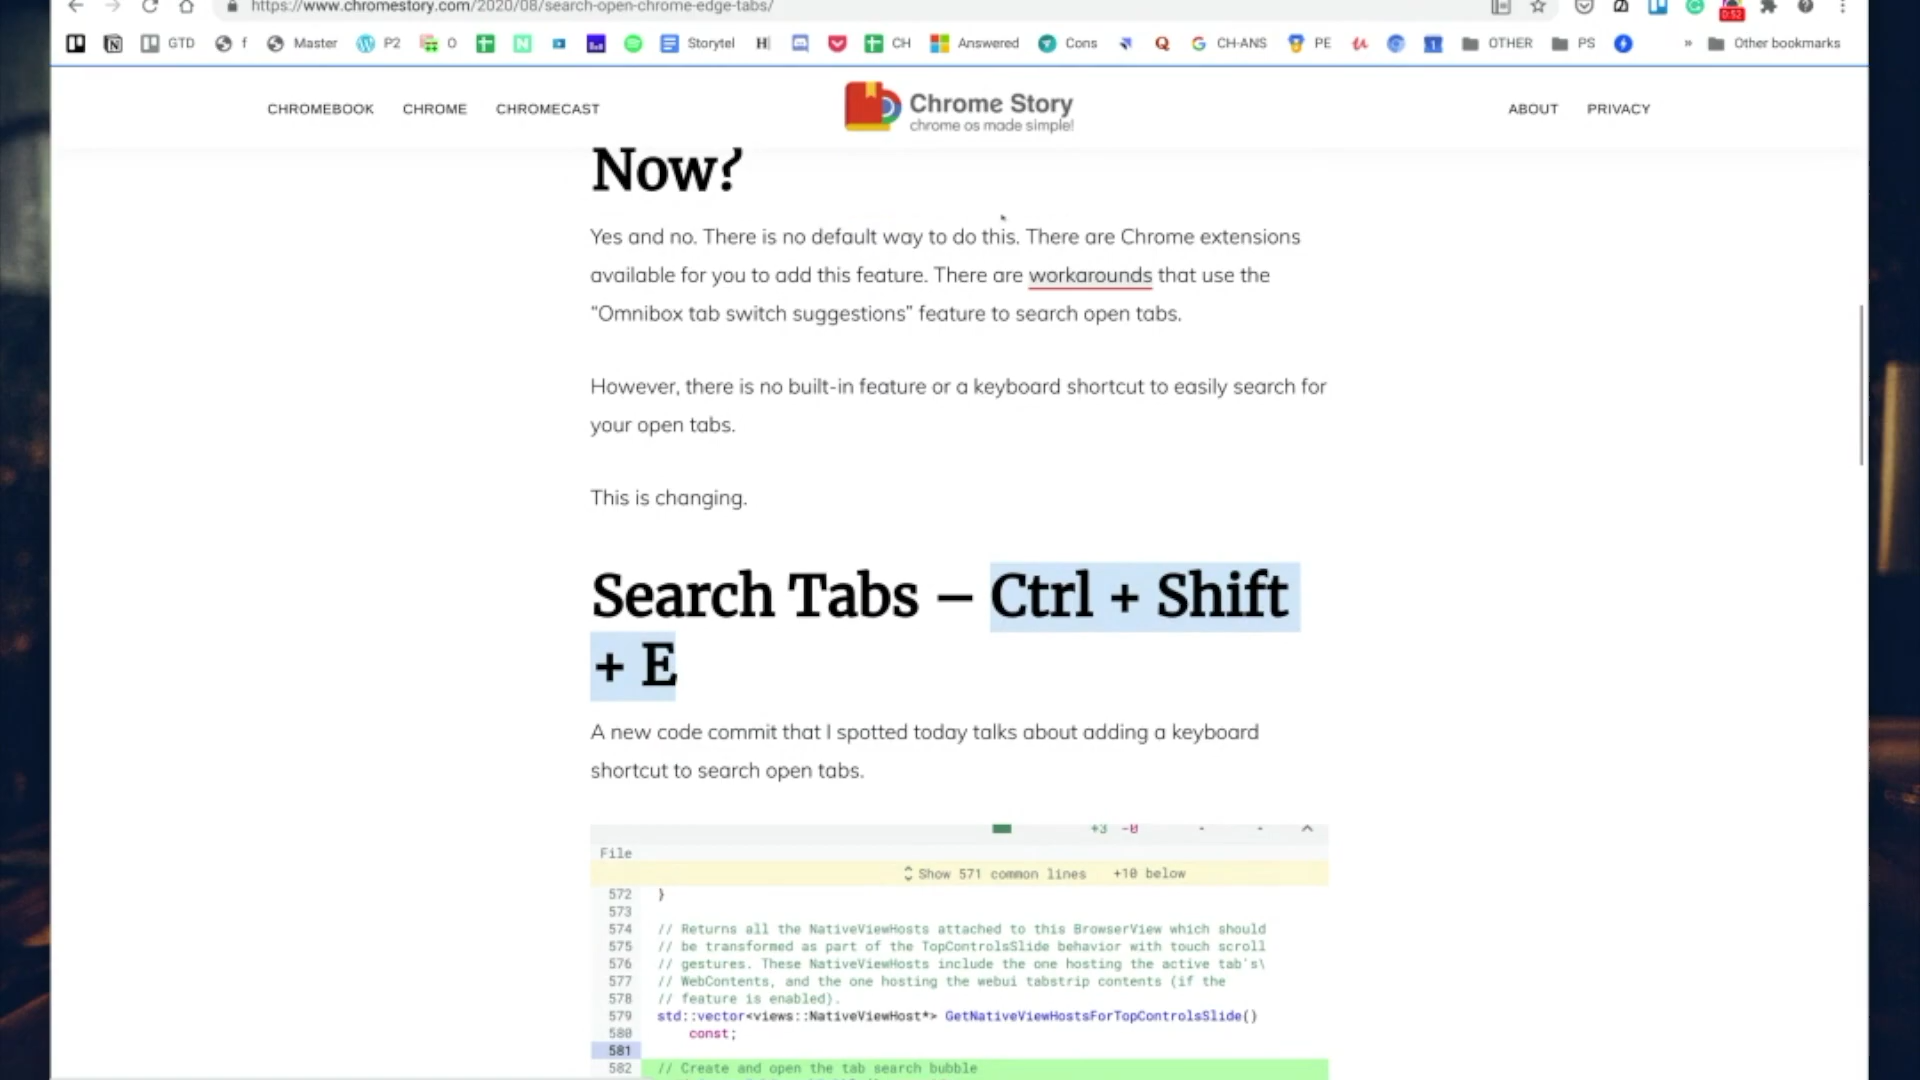 https://www.chromestory.com/2020/08/search-open-chrome-edge-tabs/
0:52
GTD f Master P2 O Storytel H CH Answered Cons Q CH-ANS PE OTHER PS » Other bookmarks
CHROMEBOOK CHROME CHROMECAST Chrome Story ABOUT PRIVACY
chrome os made simple!
Now?
Yes and no. There is no default way to do this. There are Chrome extensions
available for you to add this feature. There are workarounds that use the
“Omnibox tab switch suggestions” feature to search open tabs.
However, there is no built-in feature or a keyboard shortcut to easily search for
your open tabs.
This is changing.
Search Tabs – Ctrl + Shift
+ E
A new code commit that I spotted today talks about adding a keyboard
shortcut to search open tabs.
+3 -0 - -
File
Show 571 common lines +10 below
572 }
573
574 // Returns all the NativeViewHosts attached to this BrowserView which should
575 // be transformed as part of the TopControlsSlide behavior with touch scroll
576 // gestures. These NativeViewHosts include the one hosting the active tab's\
577 // WebContents, and the one hosting the webui tabstrip contents (if the
578 // feature is enabled).
579 std::vector<views::NativeViewHost*> GetNativeViewHostsForTopControlsSlide()
580 const;
581
582 // Create and open the tab search bubble